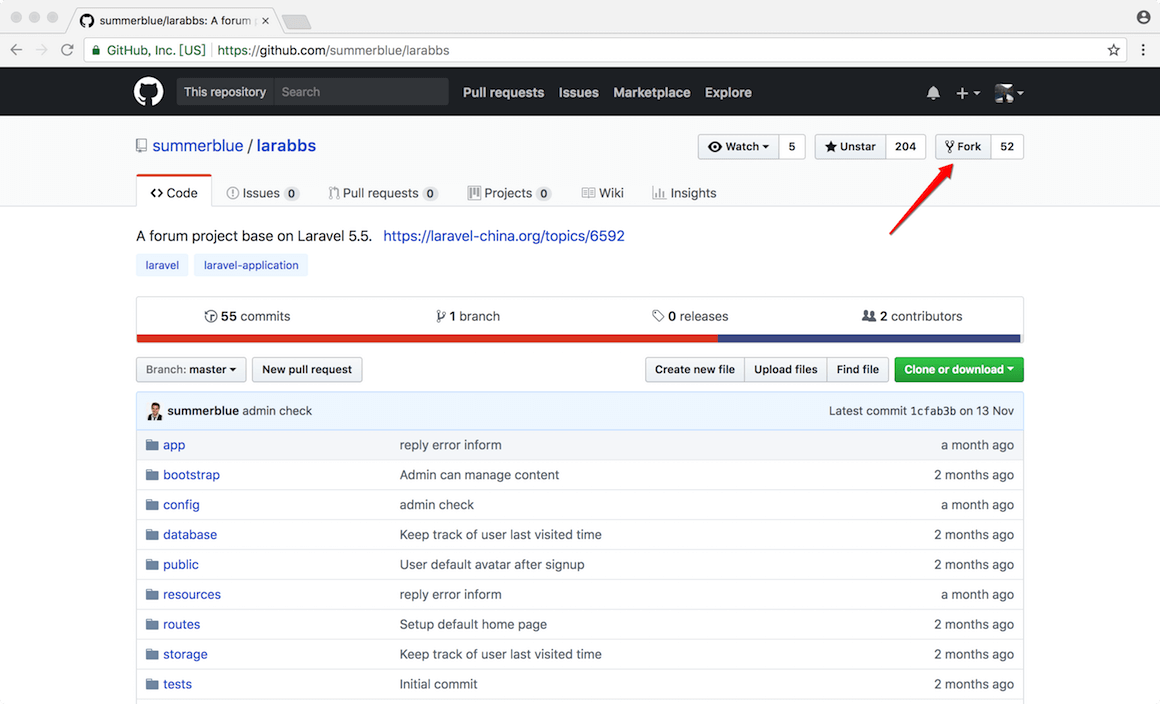 summerblue/larabbs: A forum
GitHub, Inc. [US] https://github.com/summerblue/larabbs
This repository Search Pull requests Issues Marketplace Explore
summerblue / larabbs Watch 5 Unstar 204 Fork 52
Code Issues 0 Pull requests 0 Projects 0 Wiki Insights
A forum project base on Laravel 5.5. https://laravel-china.org/topics/6592
laravel laravel-application
55 commits 1 branch 0 releases 2 contributors
Branch: master New pull request Create new file Upload files Find file Clone or download
summerblue admin check Latest commit 1cfab3b on 13 Nov
app reply error inform a month ago
bootstrap Admin can manage content 2 months ago
config admin check a month ago
database Keep track of user last visited time 2 months ago
public User default avatar after signup 2 months ago
resources reply error inform a month ago
routes Setup default home page 2 months ago
storage Keep track of user last visited time 2 months ago
tests Initial commit 2 months ago